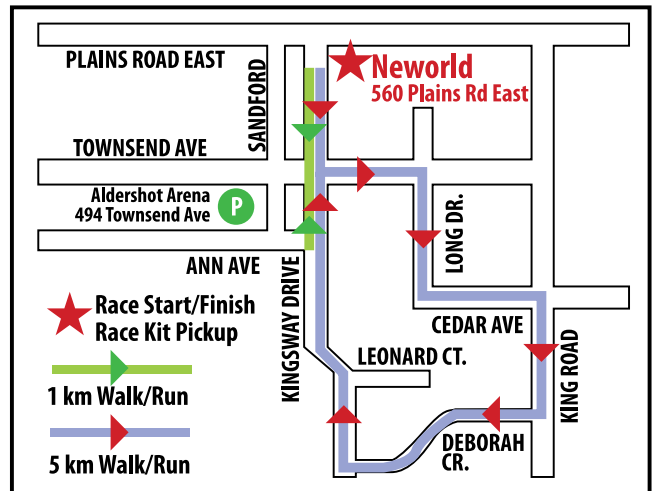 PLAINS ROAD EAST
SANDFORD
Neworld
560 Plains Rd East
TOWNSEND AVE
Aldershot Arena
494 Townsend Ave
P
LONG DR.
ANN AVE
KINGSWAY DRIVE
Race Start/Finish
Race Kit Pickup
CEDAR AVE
LEONARD CT.
KING ROAD
1 km Walk/Run
DEBORAH
CR.
5 km Walk/Run